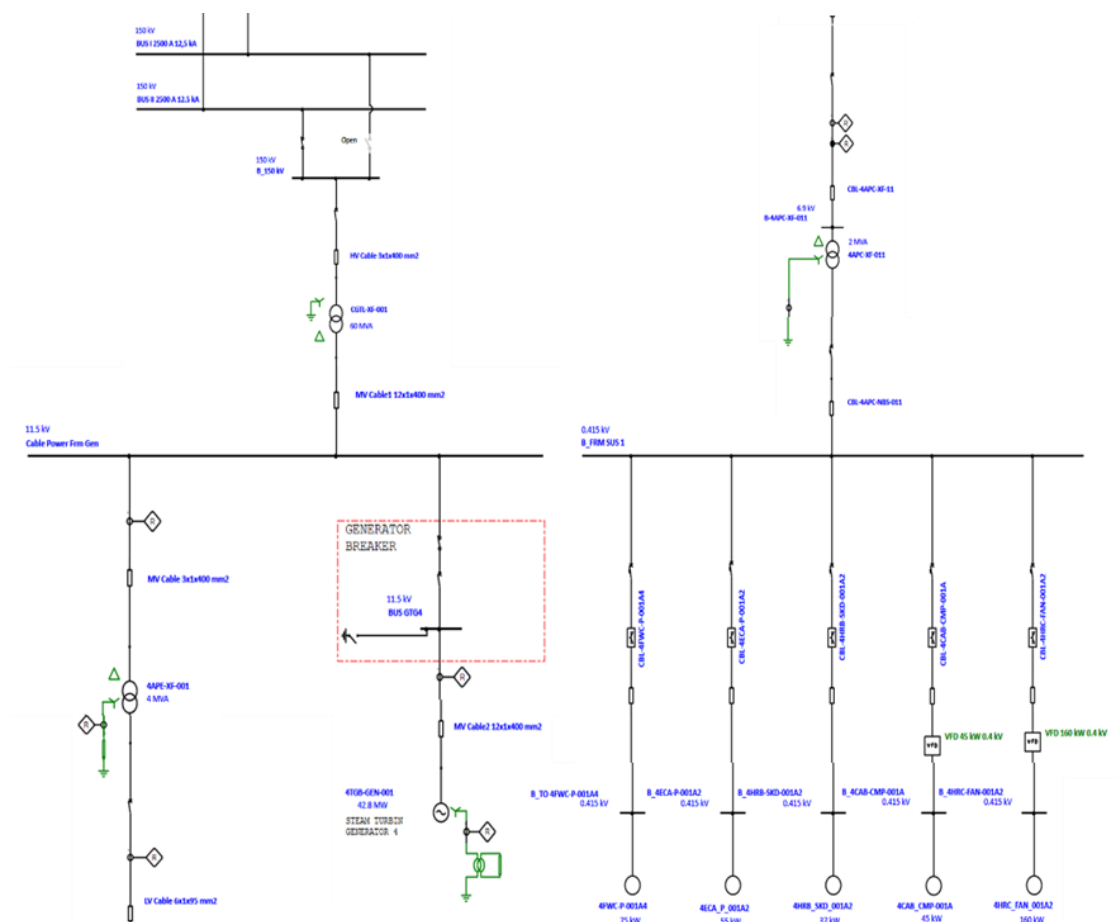 150 kV
BUS I 2500 A 12,5 kA
150 kV
BUS II 2500 A 12.5 kA
Open
150 kV
B_150 kV
HV Cable 3x1x400 mm2
CGTL-XF-001
60 MVA
MV Cable1 12x1x400 mm2
11.5 kV
Cable Power Frm Gen
MV Cable 3x1x400 mm2
4APE-XF-001
4 MVA
LV Cable 6x1x95 mm2
GENERATOR
BREAKER
11.5 kV
BUS GTG4
MV Cable2 12x1x400 mm2
4TGB-GEN-001
42.8 MW
STEAM TURBIN
GENERATOR 4
CBL-4APC-XF-11
6.9 kV
B-4APC-XF-011
2 MVA
4APC-XF-011
CBL-4APC-NBS-011
0.415 kV
B_FRM SUS 1
CBL-4FWC-P-001A4
CBL-4ECA-P-001A2
CBL-4HRB-SKD-001A2
CBL-4CAB-CMP-001A
CBL-4HRC-FAN-001A2
VFD
VFD 45 kW 0.4 kV
VFD
VFD 160 kW 0.4 kV
B_TO 4FWC-P-001A4
0.415 kV
B_4ECA-P-001A2
0.415 kV
B_4HRB-SKD-001A2
0.415 kV
B_4CAB-CMP-001A
0.415 kV
B_4HRC-FAN-001A2
0.415 kV
4FWC-P-001A4
75 kW
4ECA_P_001A2
55 kW
4HRB_SKD_001A2
37 kW
4CAB_CMP-001A
45 kW
4HRC_FAN_001A2
160 kW